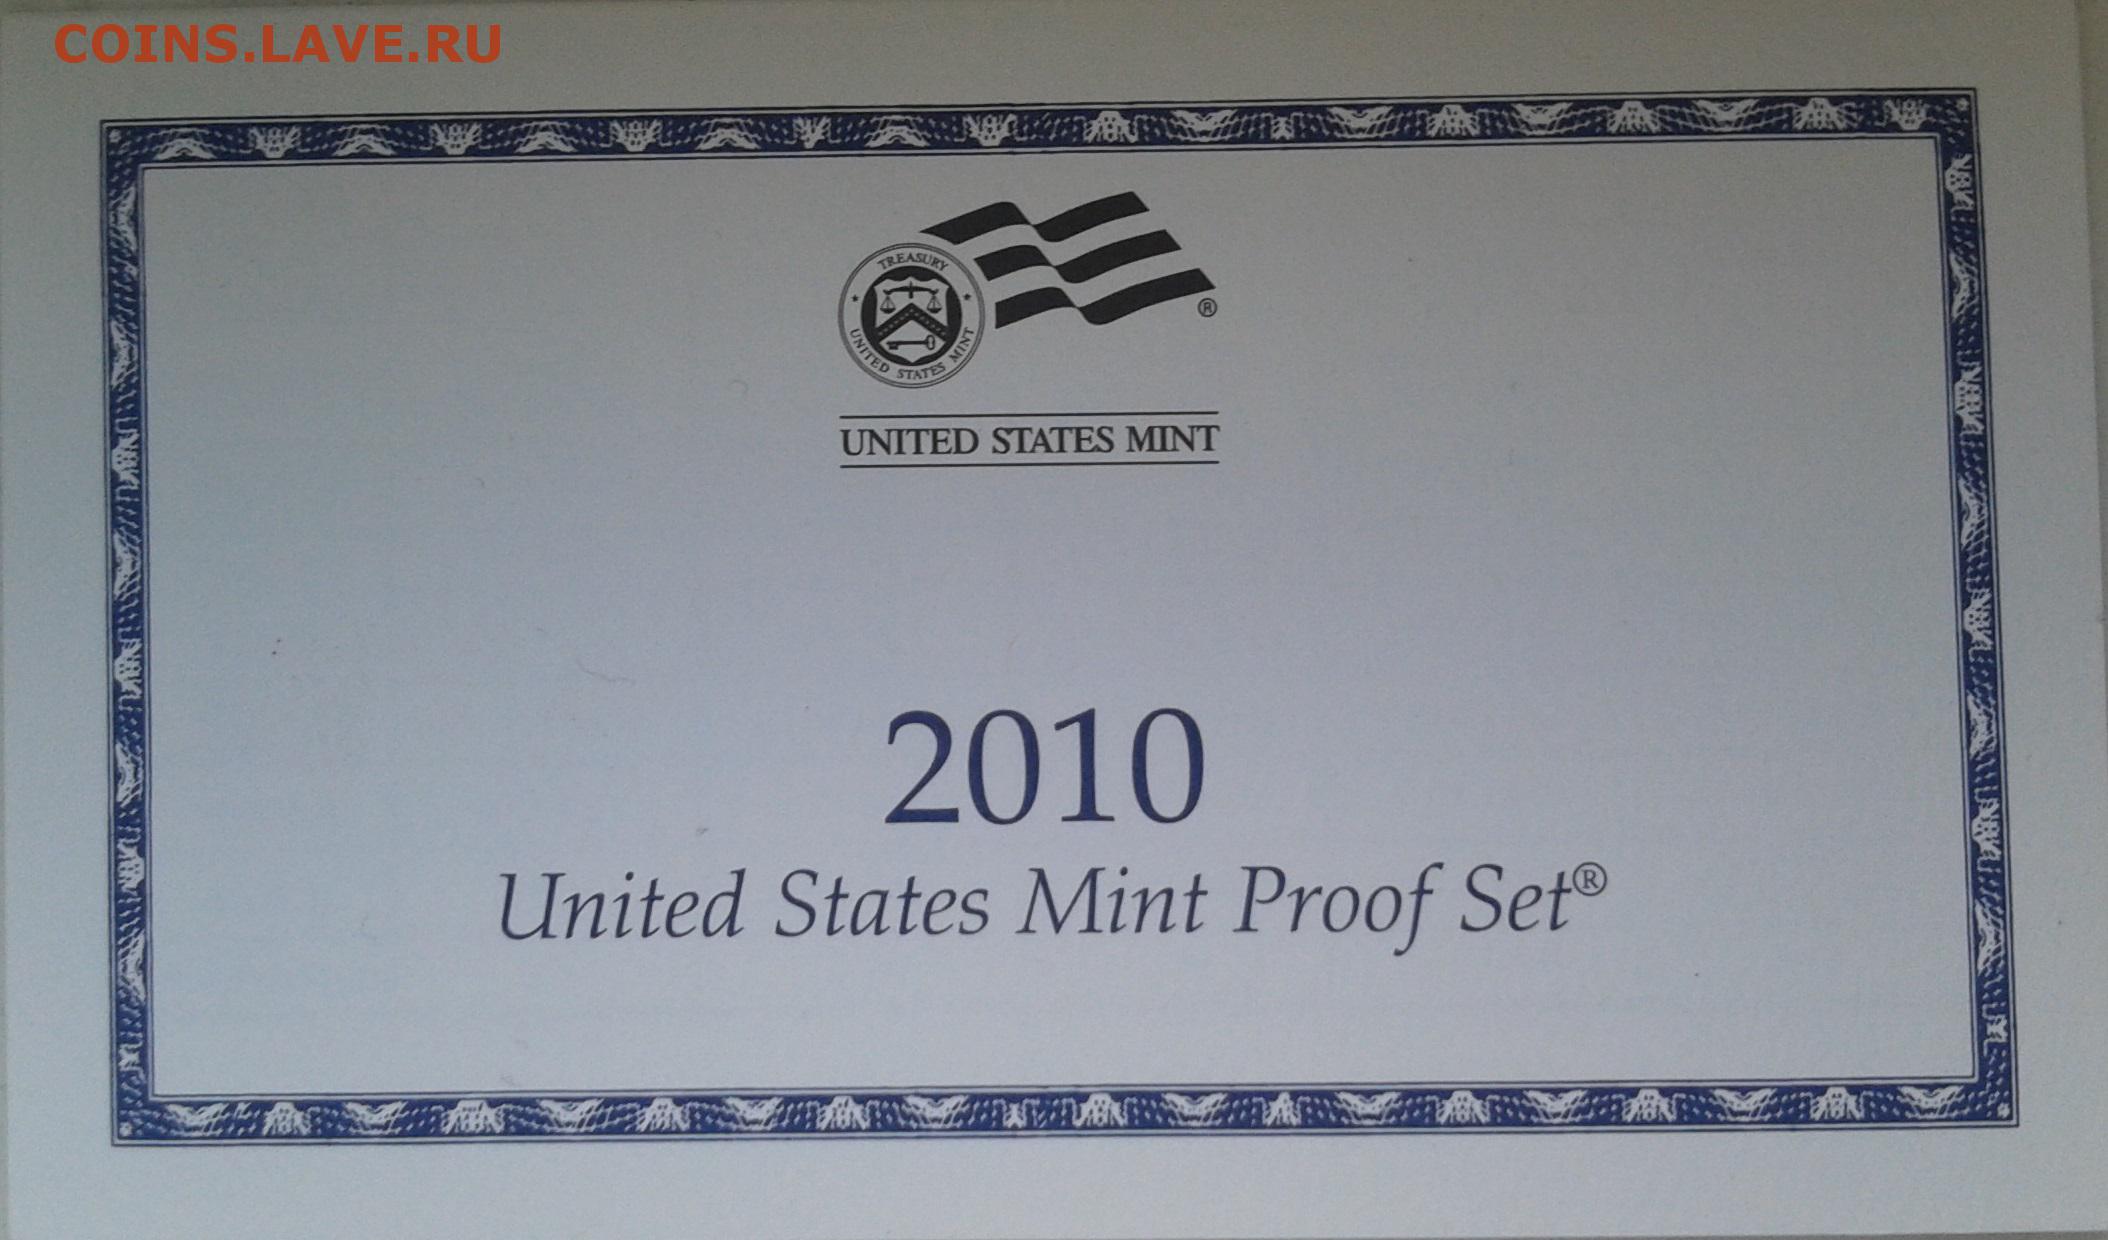 COINS.LAVE.RU
TREASURY
UNITED STATES MINT
®
UNITED STATES MINT
2010
United States Mint Proof Set®